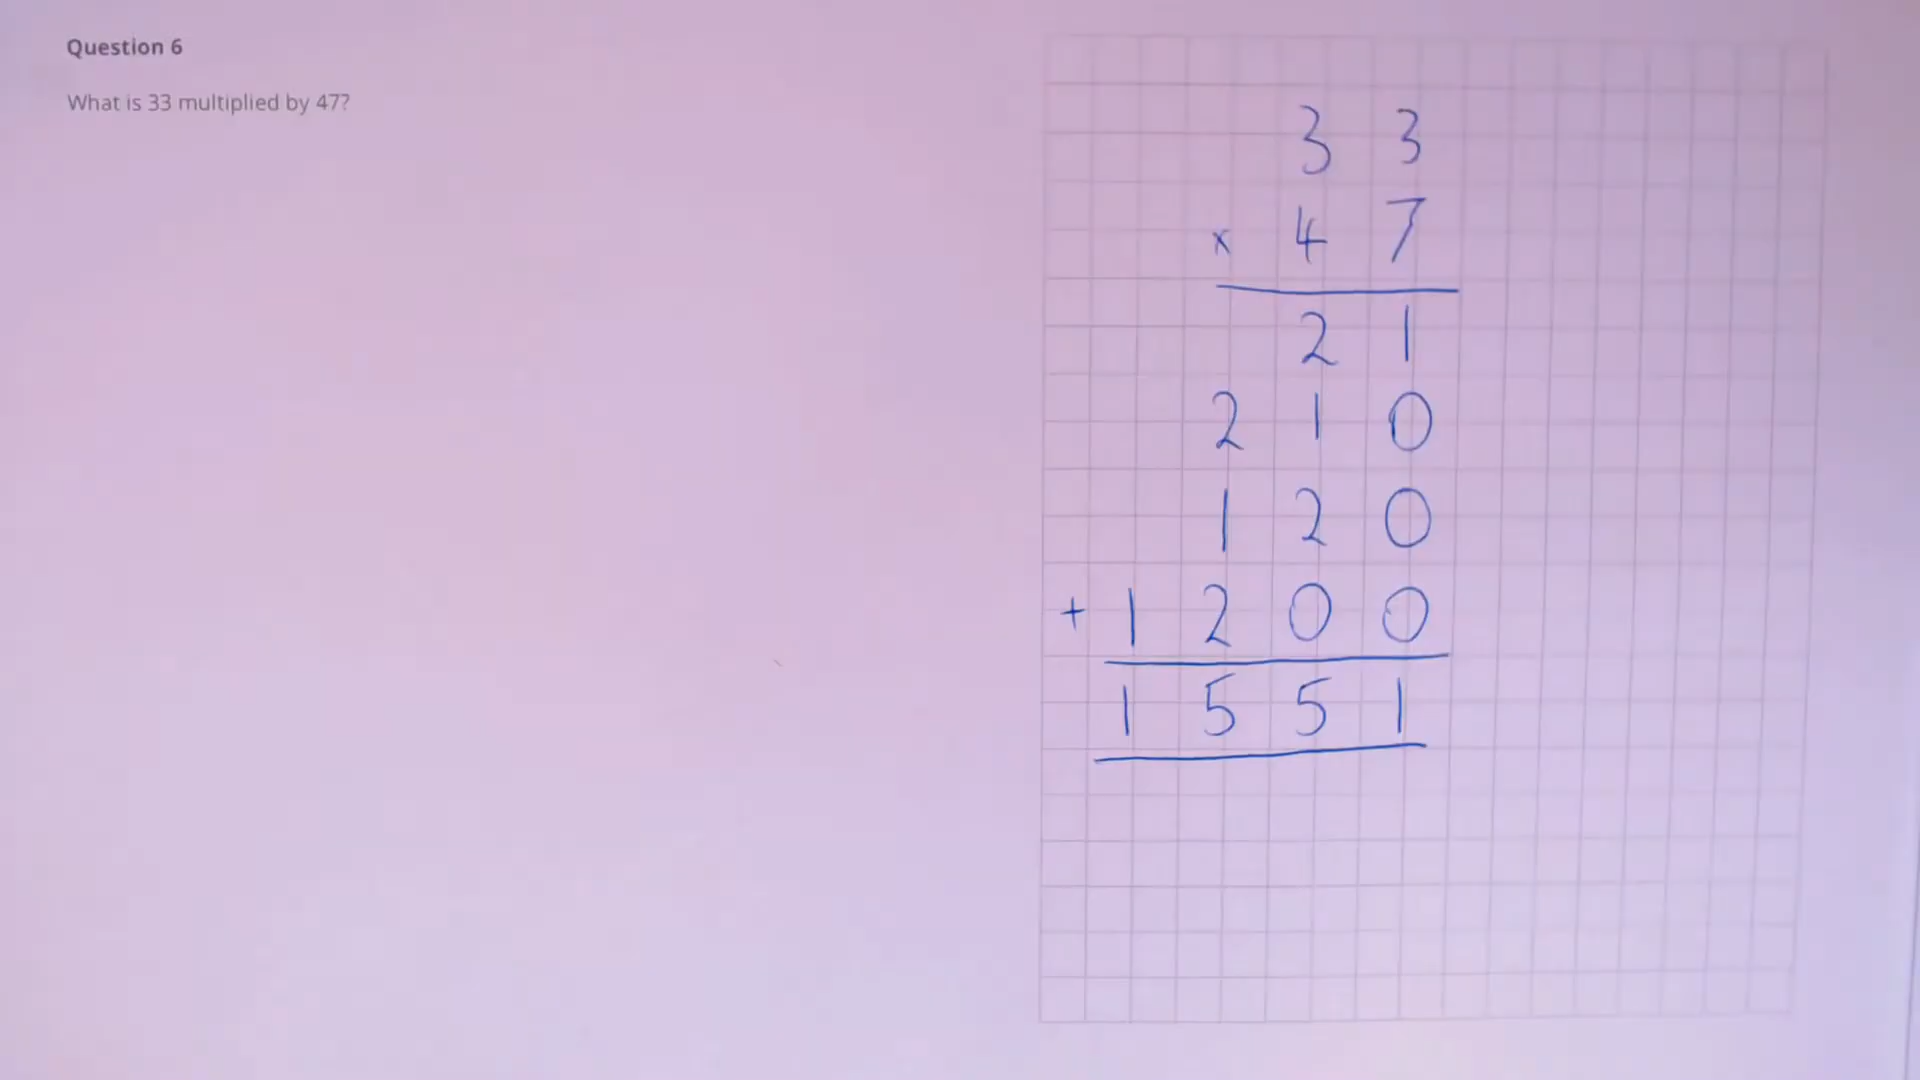 Question 6
What is 33 multiplied by 47?
3 3
x 4 7
2 1
2 1 0
1 2 0
+ 1 2 0 0
1 5 5 1